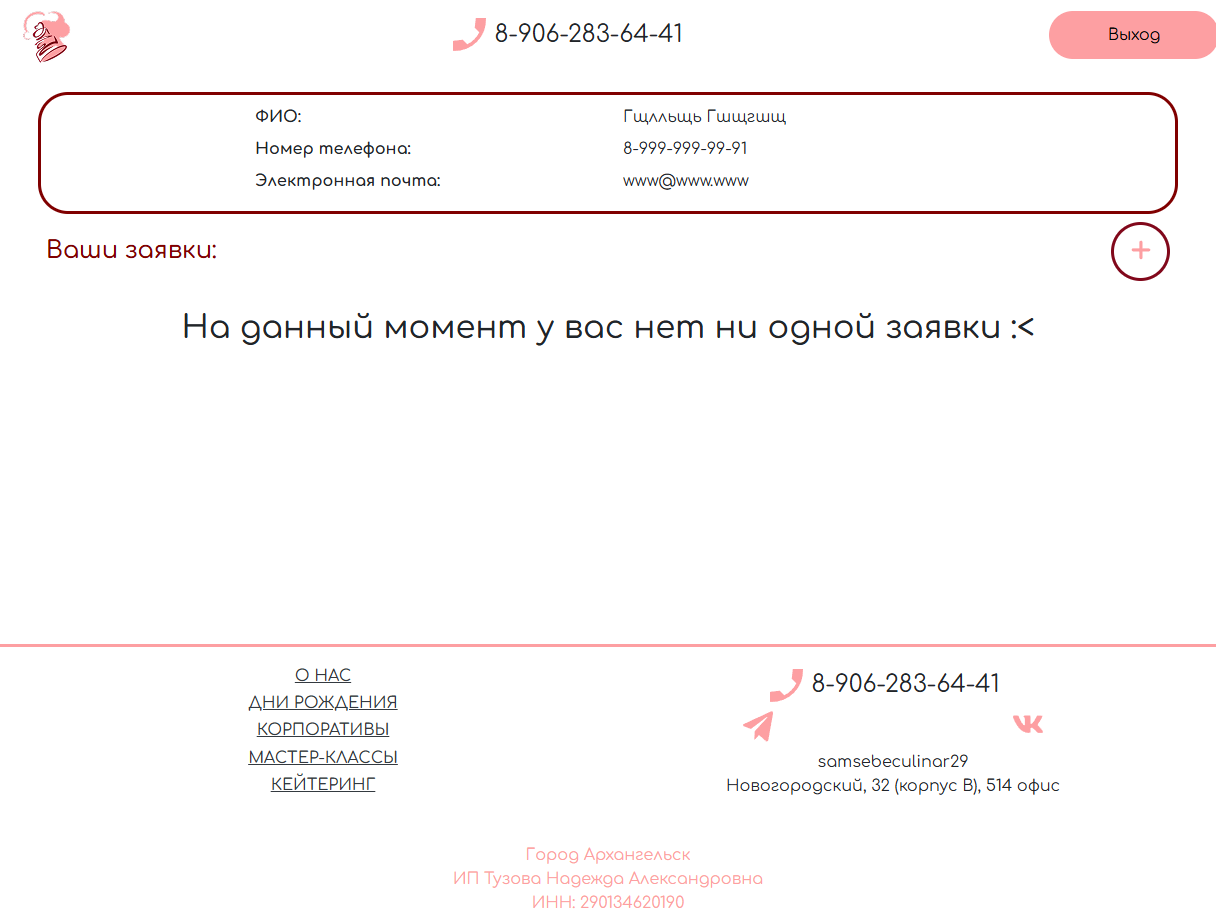 8-906-283-64-41
Выход
ФИО: Гщлльщь Гшщгшщ
Номер телефона: 8-999-999-99-91
Электронная почта: www@www.www
Ваши заявки:
+
На данный момент у вас нет ни одной заявки :<
О НАС
ДНИ РОЖДЕНИЯ
КОРПОРАТИВЫ
МАСТЕР-КЛАССЫ
КЕЙТЕРИНГ
8-906-283-64-41
samsebeculinar29
Новогородский, 32 (корпус В), 514 офис
Город Архангельск
ИП Тузова Надежда Александровна
ИНН: 290134620190